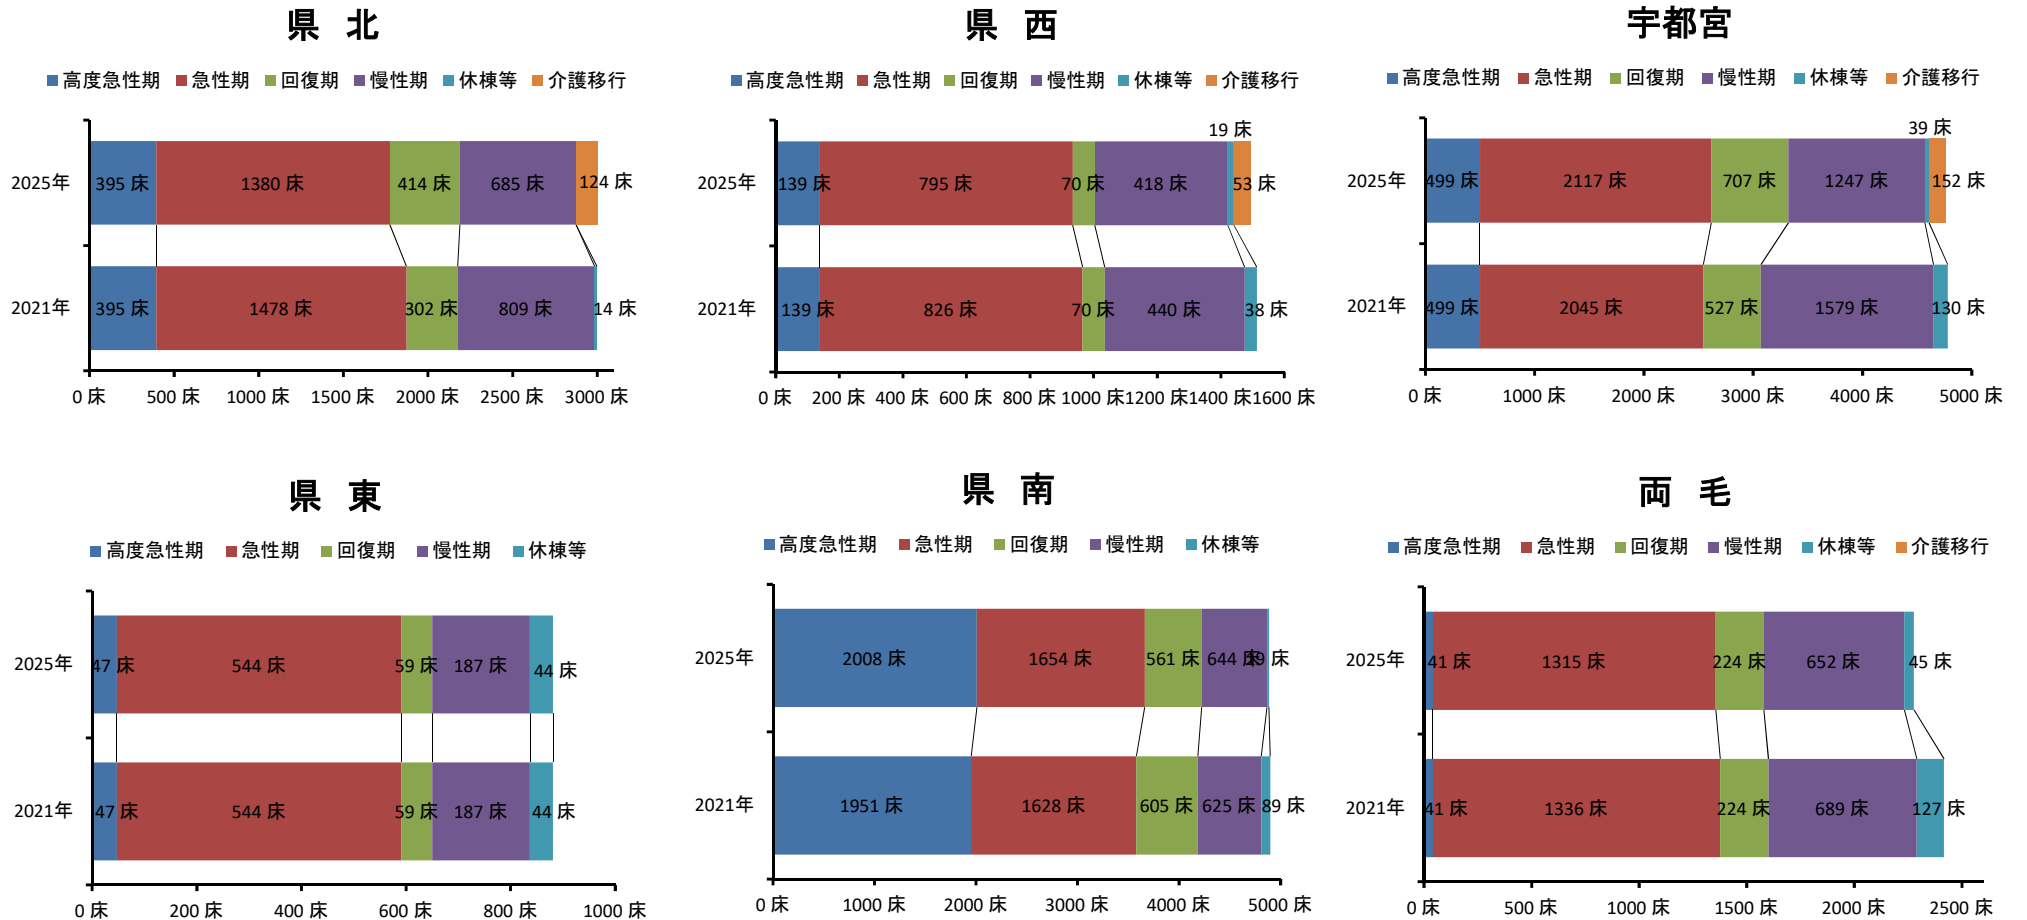 県 北
高度急性期 急性期 回復期 慢性期 休棟等 介護移行
2025年 395 床 1380 床 414 床 685 床 124 床
2021年 395 床 1478 床 302 床 809 床 14 床
0 床 500 床 1000 床 1500 床 2000 床 2500 床 3000 床
県 西
高度急性期 急性期 回復期 慢性期 休棟等 介護移行
19 床
2025年 139 床 795 床 70 床 418 床 53 床
2021年 139 床 826 床 70 床 440 床 38 床
0 床 200 床 400 床 600 床 800 床 1000 床 1200 床 1400 床 1600 床
宇都宮
高度急性期 急性期 回復期 慢性期 休棟等 介護移行
39 床
2025年 499 床 2117 床 707 床 1247 床 152 床
2021年 499 床 2045 床 527 床 1579 床 130 床
0 床 1000 床 2000 床 3000 床 4000 床 5000 床
県 東
高度急性期 急性期 回復期 慢性期 休棟等
2025年 47 床 544 床 59 床 187 床 44 床
2021年 47 床 544 床 59 床 187 床 44 床
0 床 200 床 400 床 600 床 800 床 1000 床
県 南
高度急性期 急性期 回復期 慢性期 休棟等
2025年 2008 床 1654 床 561 床 644 床 床
2021年 1951 床 1628 床 605 床 625 床 89 床
0 床 1000 床 2000 床 3000 床 4000 床 5000 床
両 毛
高度急性期 急性期 回復期 慢性期 休棟等 介護移行
2025年 41 床 1315 床 224 床 652 床 45 床
2021年 41 床 1336 床 224 床 689 床 127 床
0 床 500 床 1000 床 1500 床 2000 床 2500 床